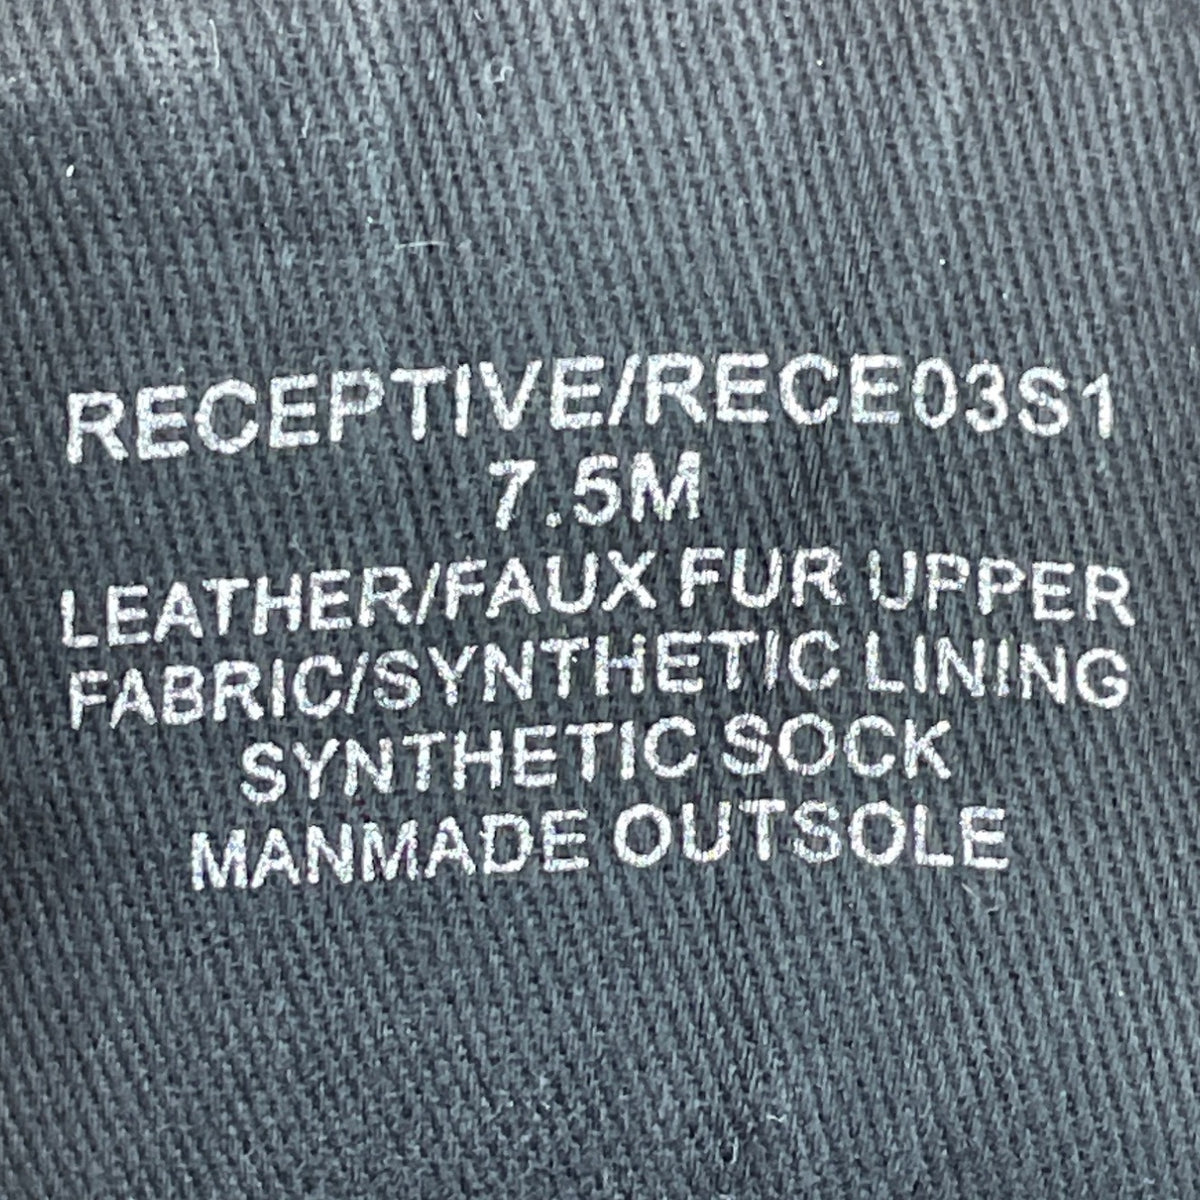 RECEPTIVE/RECE03S1
7.5M
LEATHER/FAUX FUR UPPER
FABRIC/SYNTHETIC LINING
SYNTHETIC SOCK
MANMADE OUTSOLE